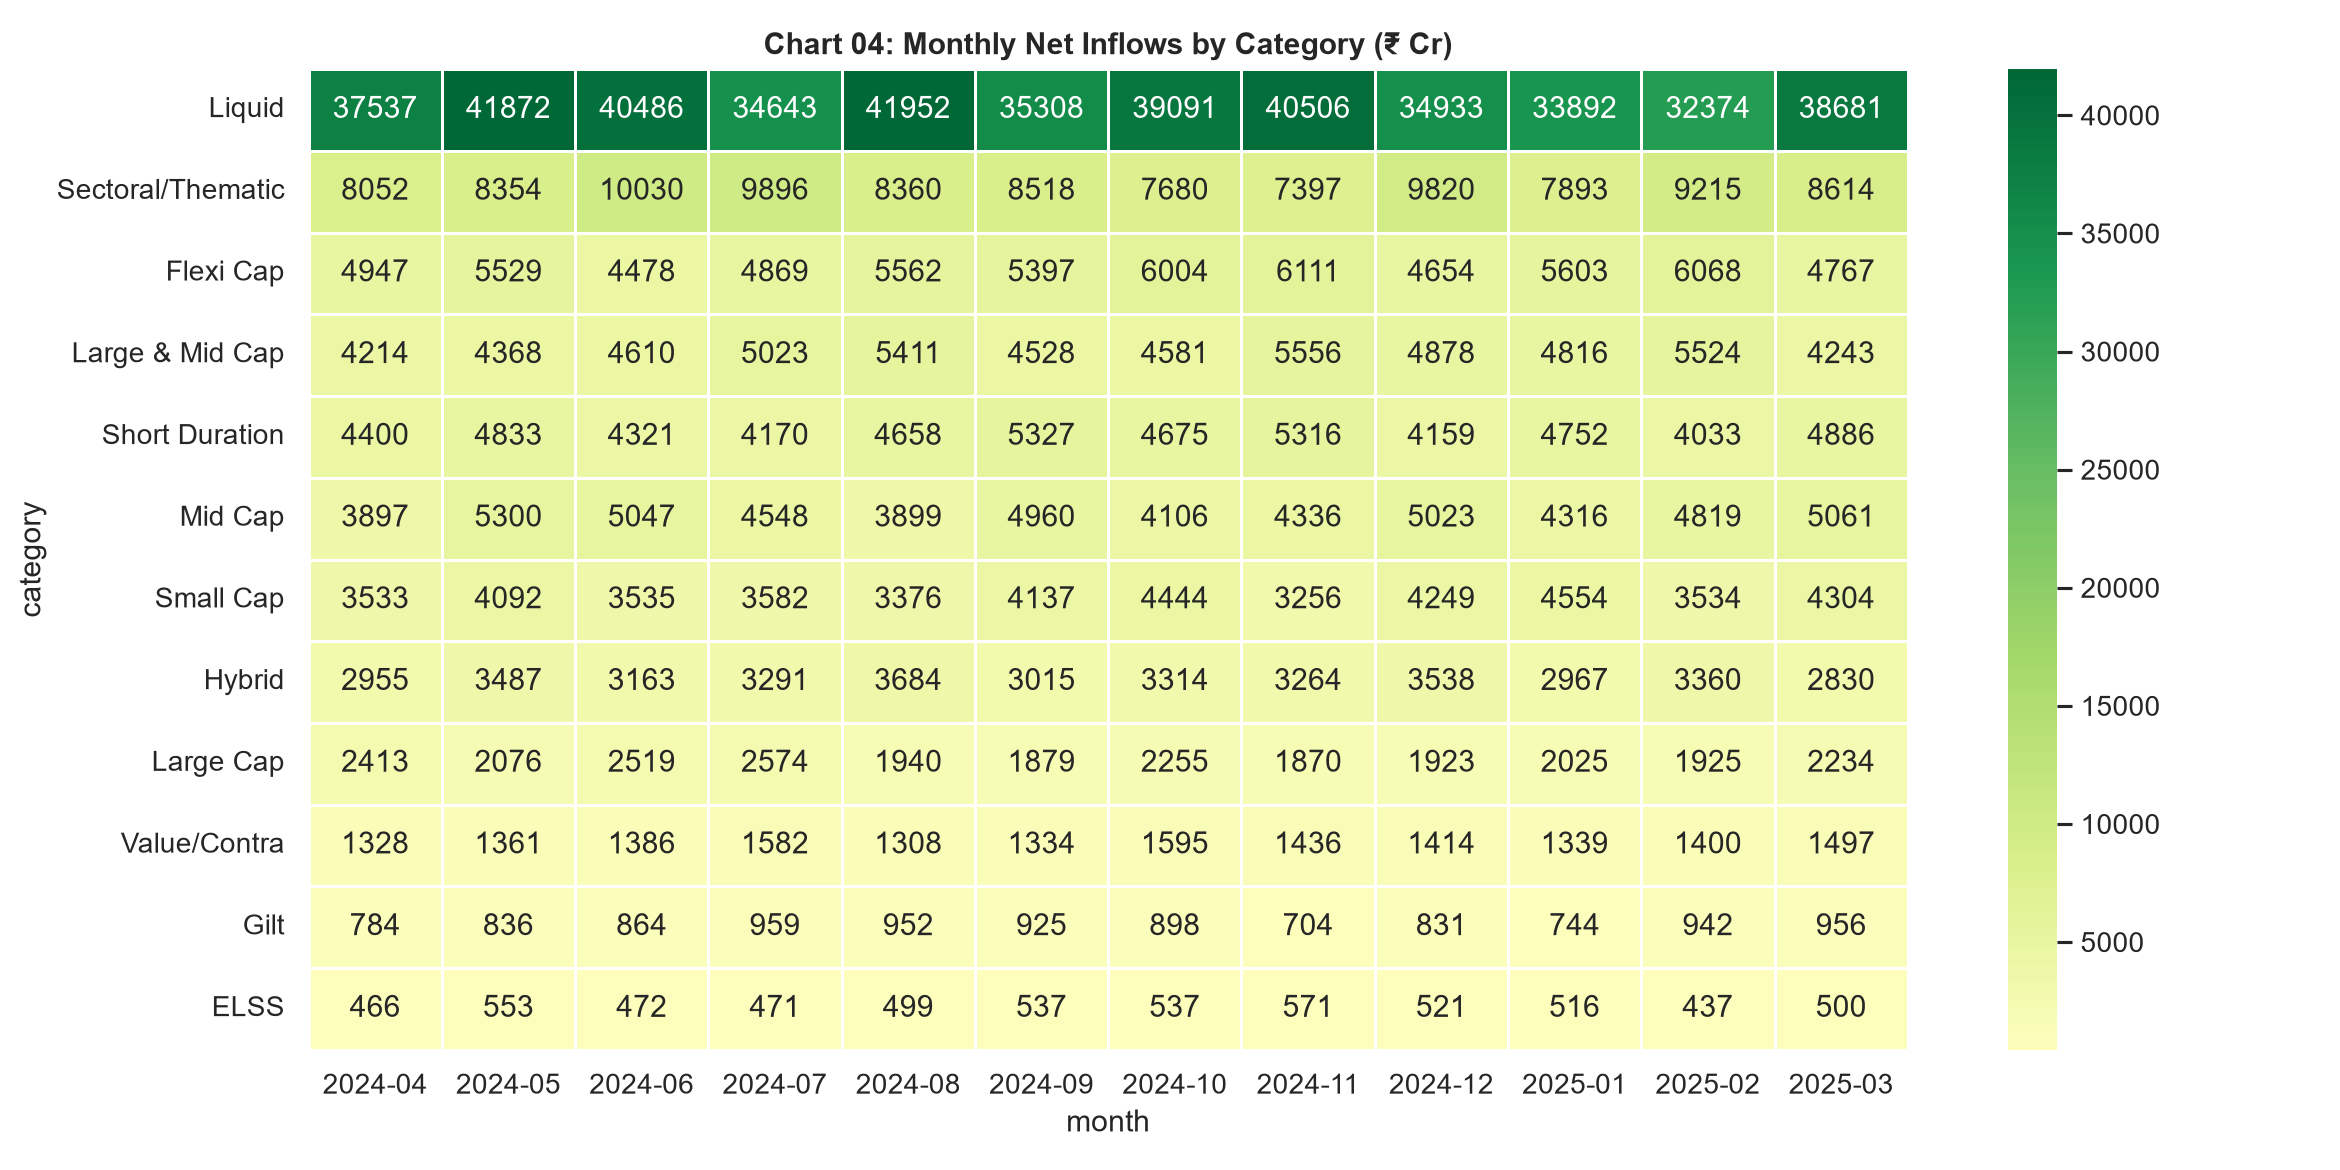 Chart 04: Monthly Net Inflows by Category (₹ Cr)
category
Liquid 37537 41872 40486 34643 41952 35308 39091 40506 34933 33892 32374 38681
Sectoral/Thematic 8052 8354 10030 9896 8360 8518 7680 7397 9820 7893 9215 8614
Flexi Cap 4947 5529 4478 4869 5562 5397 6004 6111 4654 5603 6068 4767
Large & Mid Cap 4214 4368 4610 5023 5411 4528 4581 5556 4878 4816 5524 4243
Short Duration 4400 4833 4321 4170 4658 5327 4675 5316 4159 4752 4033 4886
Mid Cap 3897 5300 5047 4548 3899 4960 4106 4336 5023 4316 4819 5061
Small Cap 3533 4092 3535 3582 3376 4137 4444 3256 4249 4554 3534 4304
Hybrid 2955 3487 3163 3291 3684 3015 3314 3264 3538 2967 3360 2830
Large Cap 2413 2076 2519 2574 1940 1879 2255 1870 1923 2025 1925 2234
Value/Contra 1328 1361 1386 1582 1308 1334 1595 1436 1414 1339 1400 1497
Gilt 784 836 864 959 952 925 898 704 831 744 942 956
ELSS 466 553 472 471 499 537 537 571 521 516 437 500
2024-04 2024-05 2024-06 2024-07 2024-08 2024-09 2024-10 2024-11 2024-12 2025-01 2025-02 2025-03
month
40000
35000
30000
25000
20000
15000
10000
5000